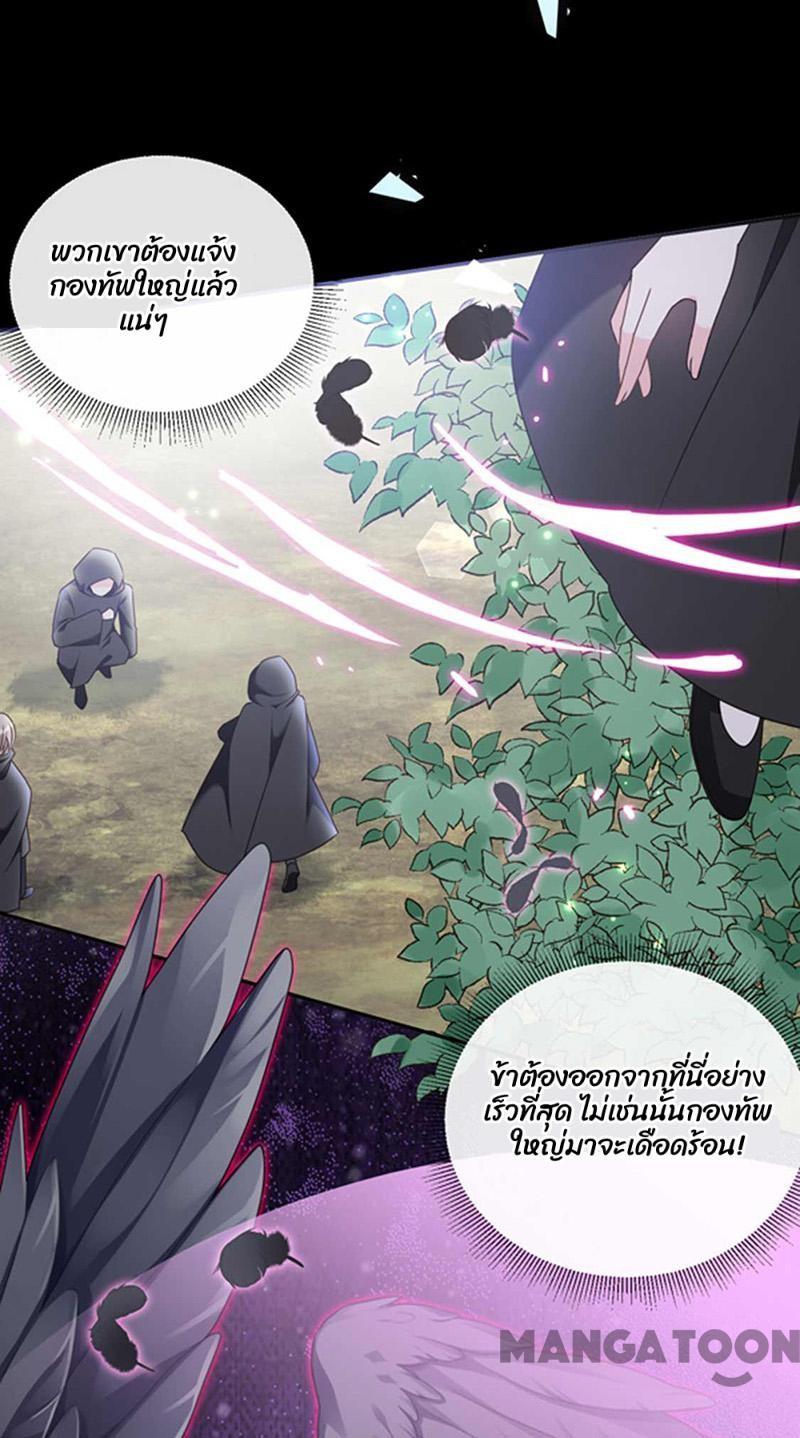 พวกเขาต้องแจ้ง
กองทัพใหญ่แล้ว
แน่ๆ
ข้าต้องออกจากที่นี่อย่าง
เร็วที่สุด ไม่เช่นนั้นกองทัพ
ใหญ่มาจะเดือดร้อน!
MANGATOON